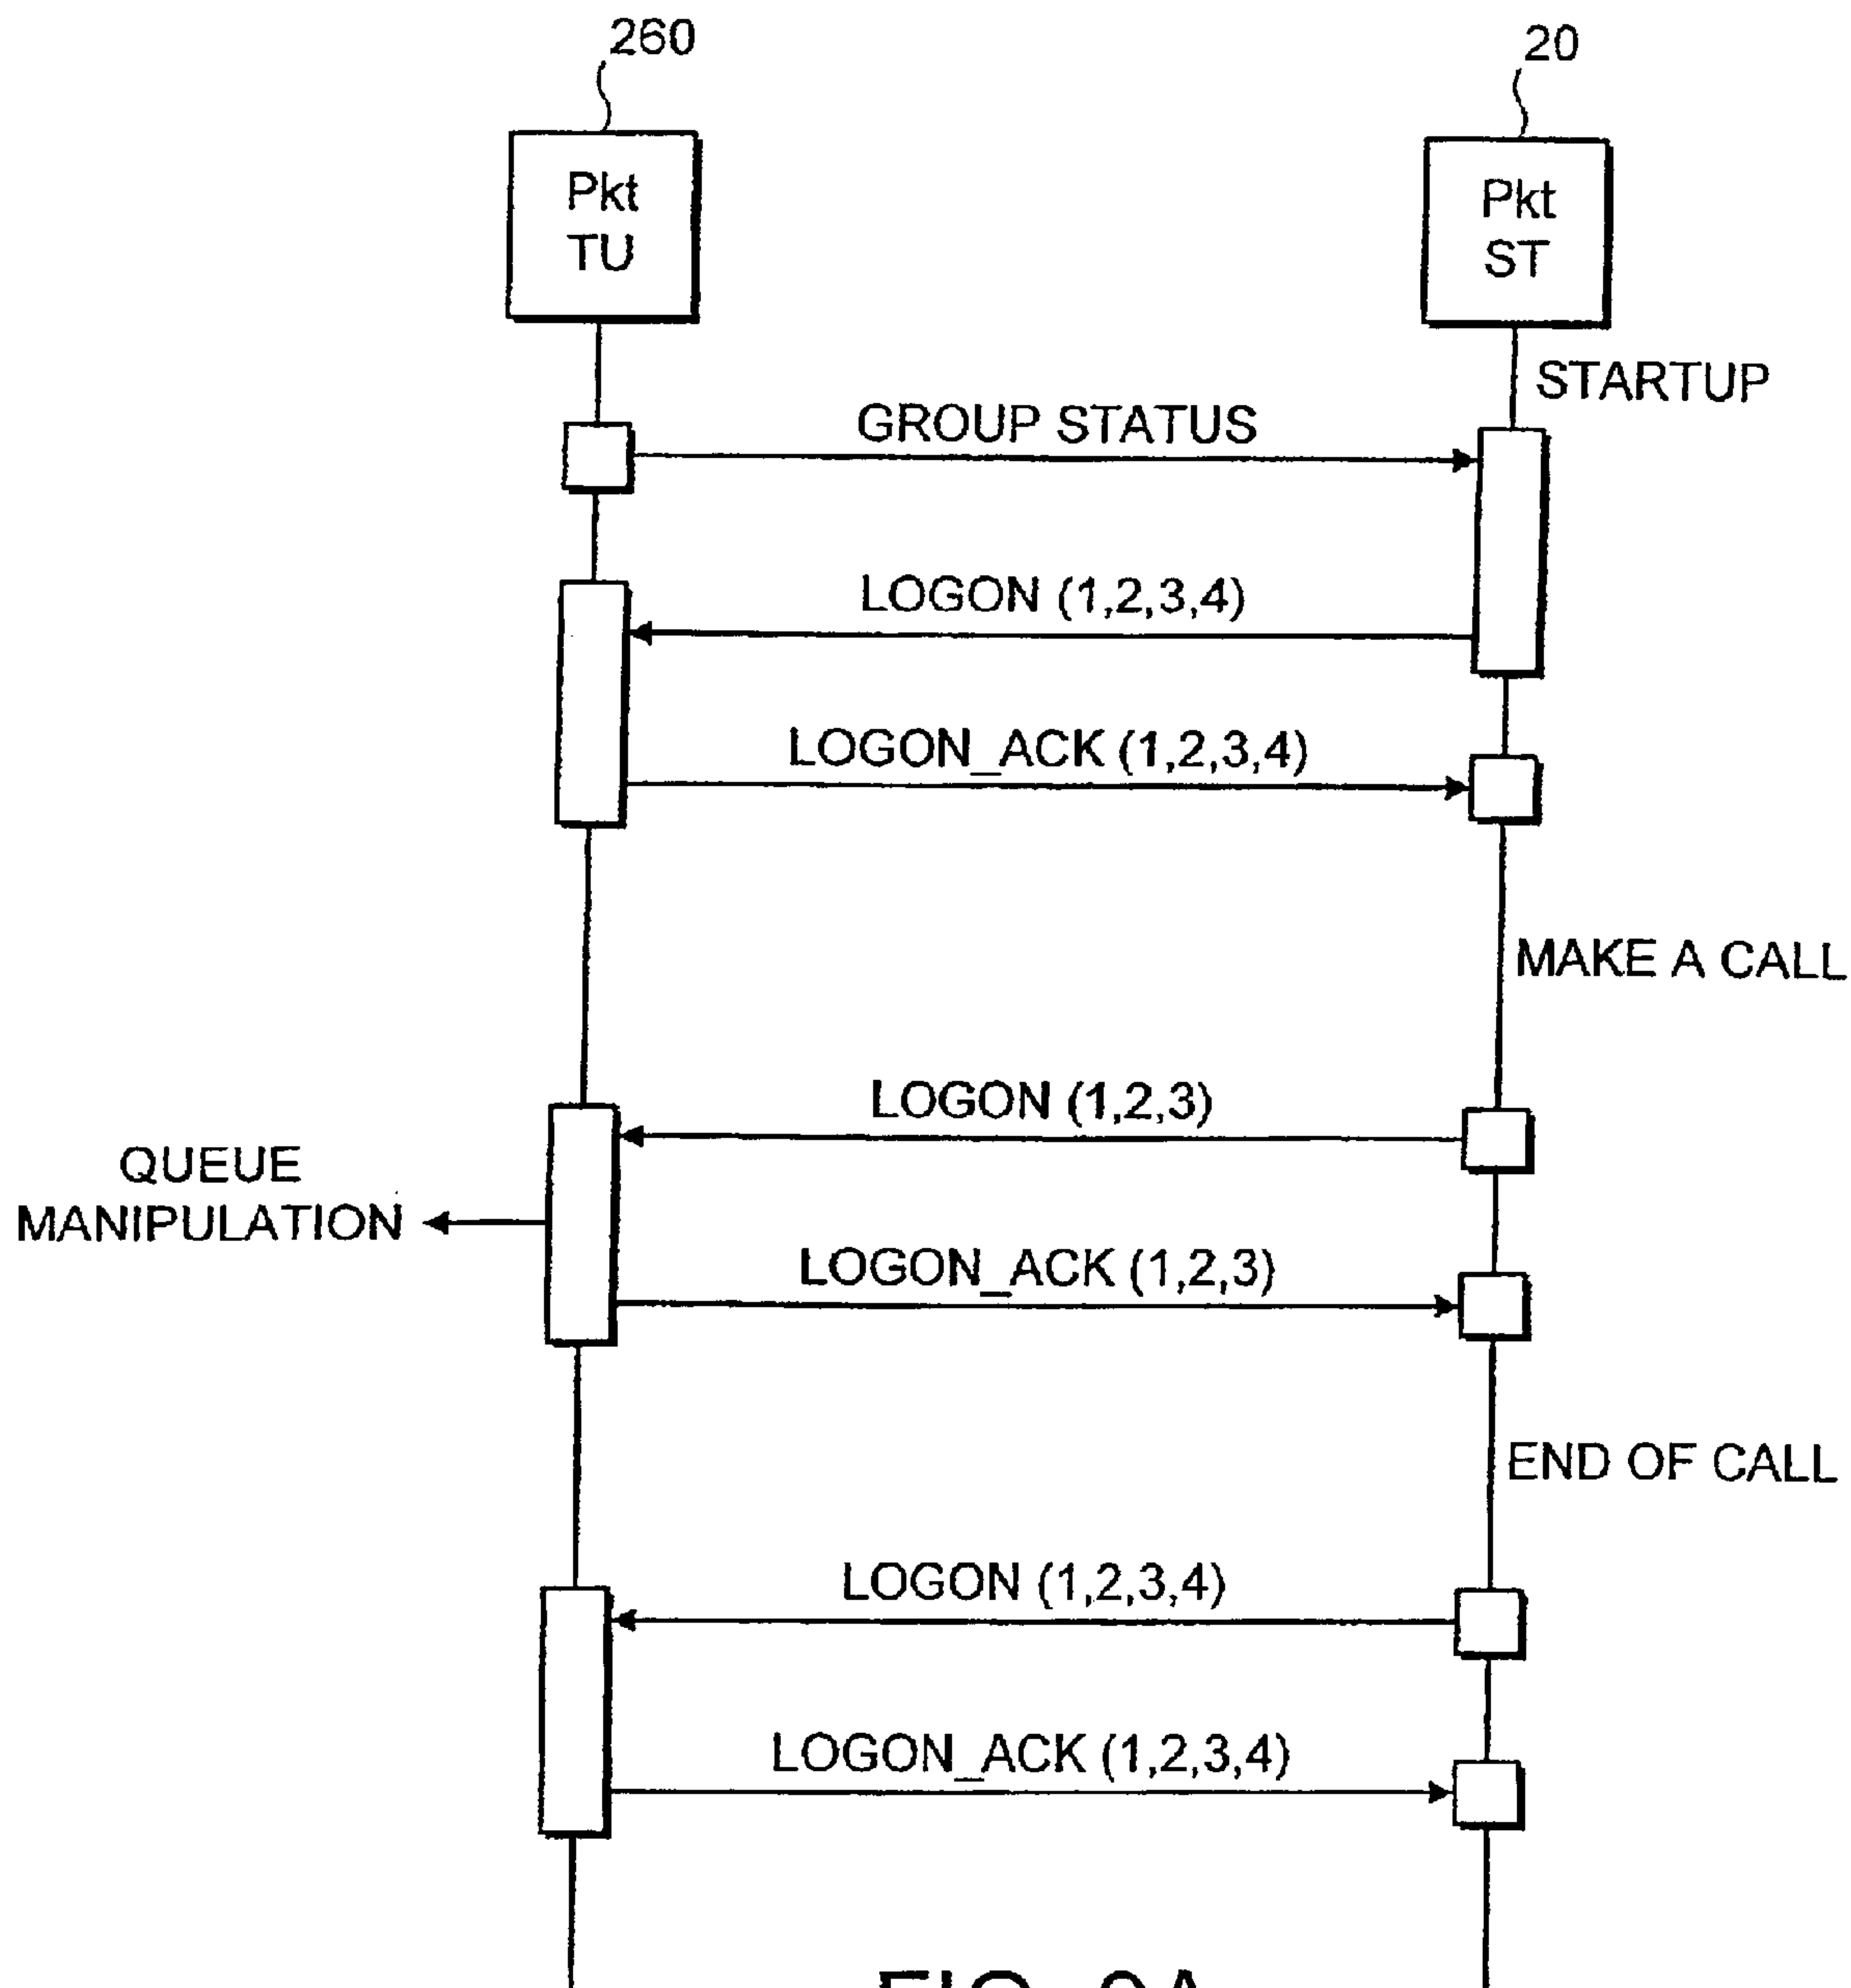 260
20
Pkt
TU
Pkt
ST
STARTUP
GROUP STATUS
LOGON (1,2,3,4)
LOGON_ACK (1,2,3,4)
MAKE A CALL
LOGON (1,2,3)
QUEUE
MANIPULATION
LOGON_ACK (1,2,3)
END OF CALL
LOGON (1,2,3,4)
LOGON_ACK (1,2,3,4)